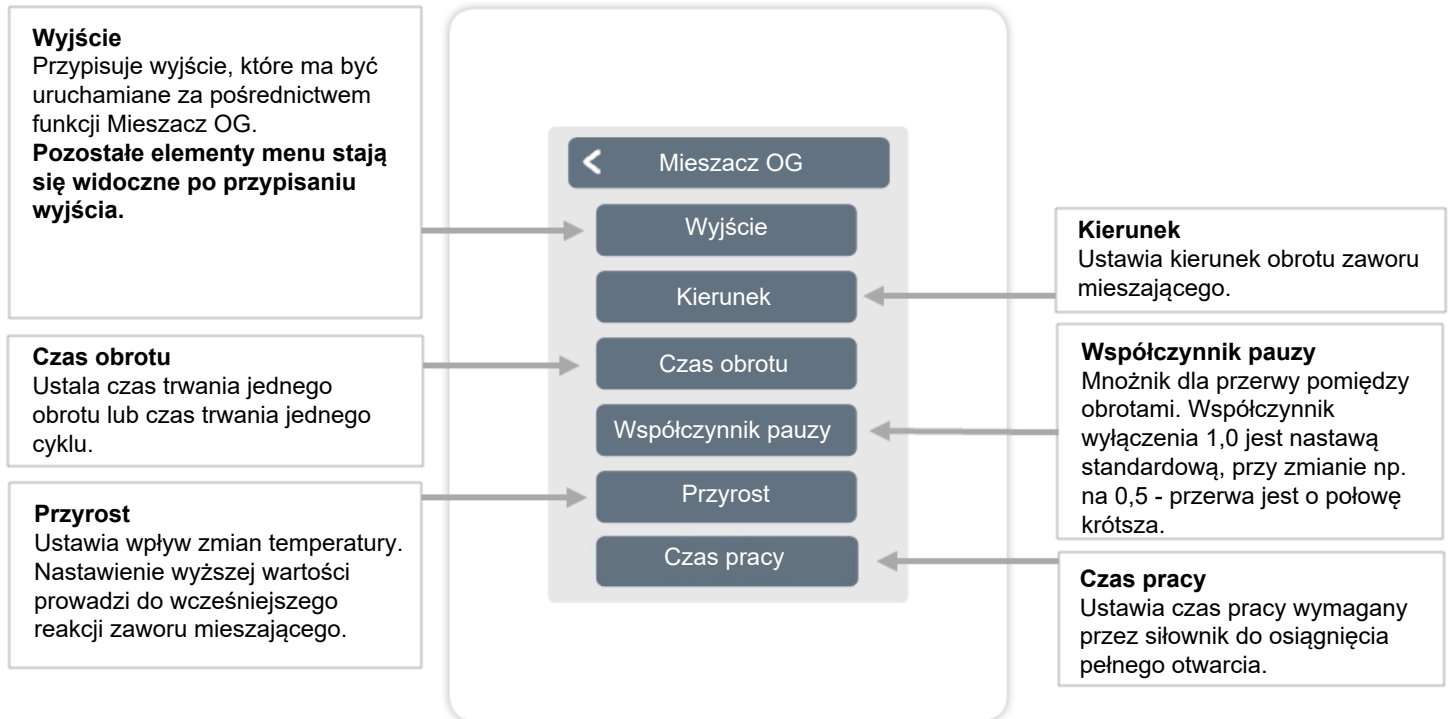 Wyjście
Przypisuje wyjście, które ma być
uruchamiane za pośrednictwem
funkcji Mieszacz OG.
Pozostałe elementy menu stają
się widoczne po przypisaniu
wyjścia.
Czas obrotu
Ustala czas trwania jednego
obrotu lub czas trwania jednego
cyklu.
Przyrost
Ustawia wpływ zmian temperatury.
Nastawienie wyższej wartości
prowadzi do wcześniejszego
reakcji zaworu mieszającego.
Mieszacz OG
Wyjście
Kierunek
Czas obrotu
Współczynnik pauzy
Przyrost
Czas pracy
Kierunek
Ustawia kierunek obrotu zaworu
mieszającego.
Współczynnik pauzy
Mnożnik dla przerwy pomiędzy
obrotami. Współczynnik
wyłączenia 1,0 jest nastawą
standardową, przy zmianie np.
na 0,5 - przerwa jest o połowę
krótsza.
Czas pracy
Ustawia czas pracy wymagany
przez siłownik do osiągnięcia
pełnego otwarcia.